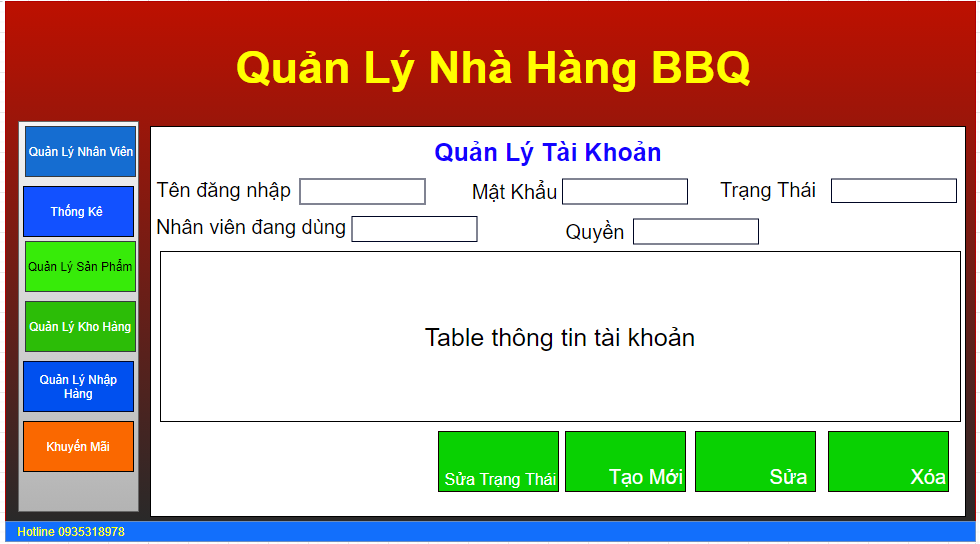 Quản Lý Nhà Hàng BBQ
Quản Lý Nhân Viên
Thống Kê
Quản Lý Sản Phẩm
Quản Lý Kho Hàng
Quản Lý Nhập
Hàng
Khuyến Mãi
Quản Lý Tài Khoản
Tên đăng nhập
Mật Khẩu
Trạng Thái
Nhân viên đang dùng
Quyền
Table thông tin tài khoản
Sửa Trạng Thái
Tạo Mới
Sửa
Xóa
Hotline 0935318978